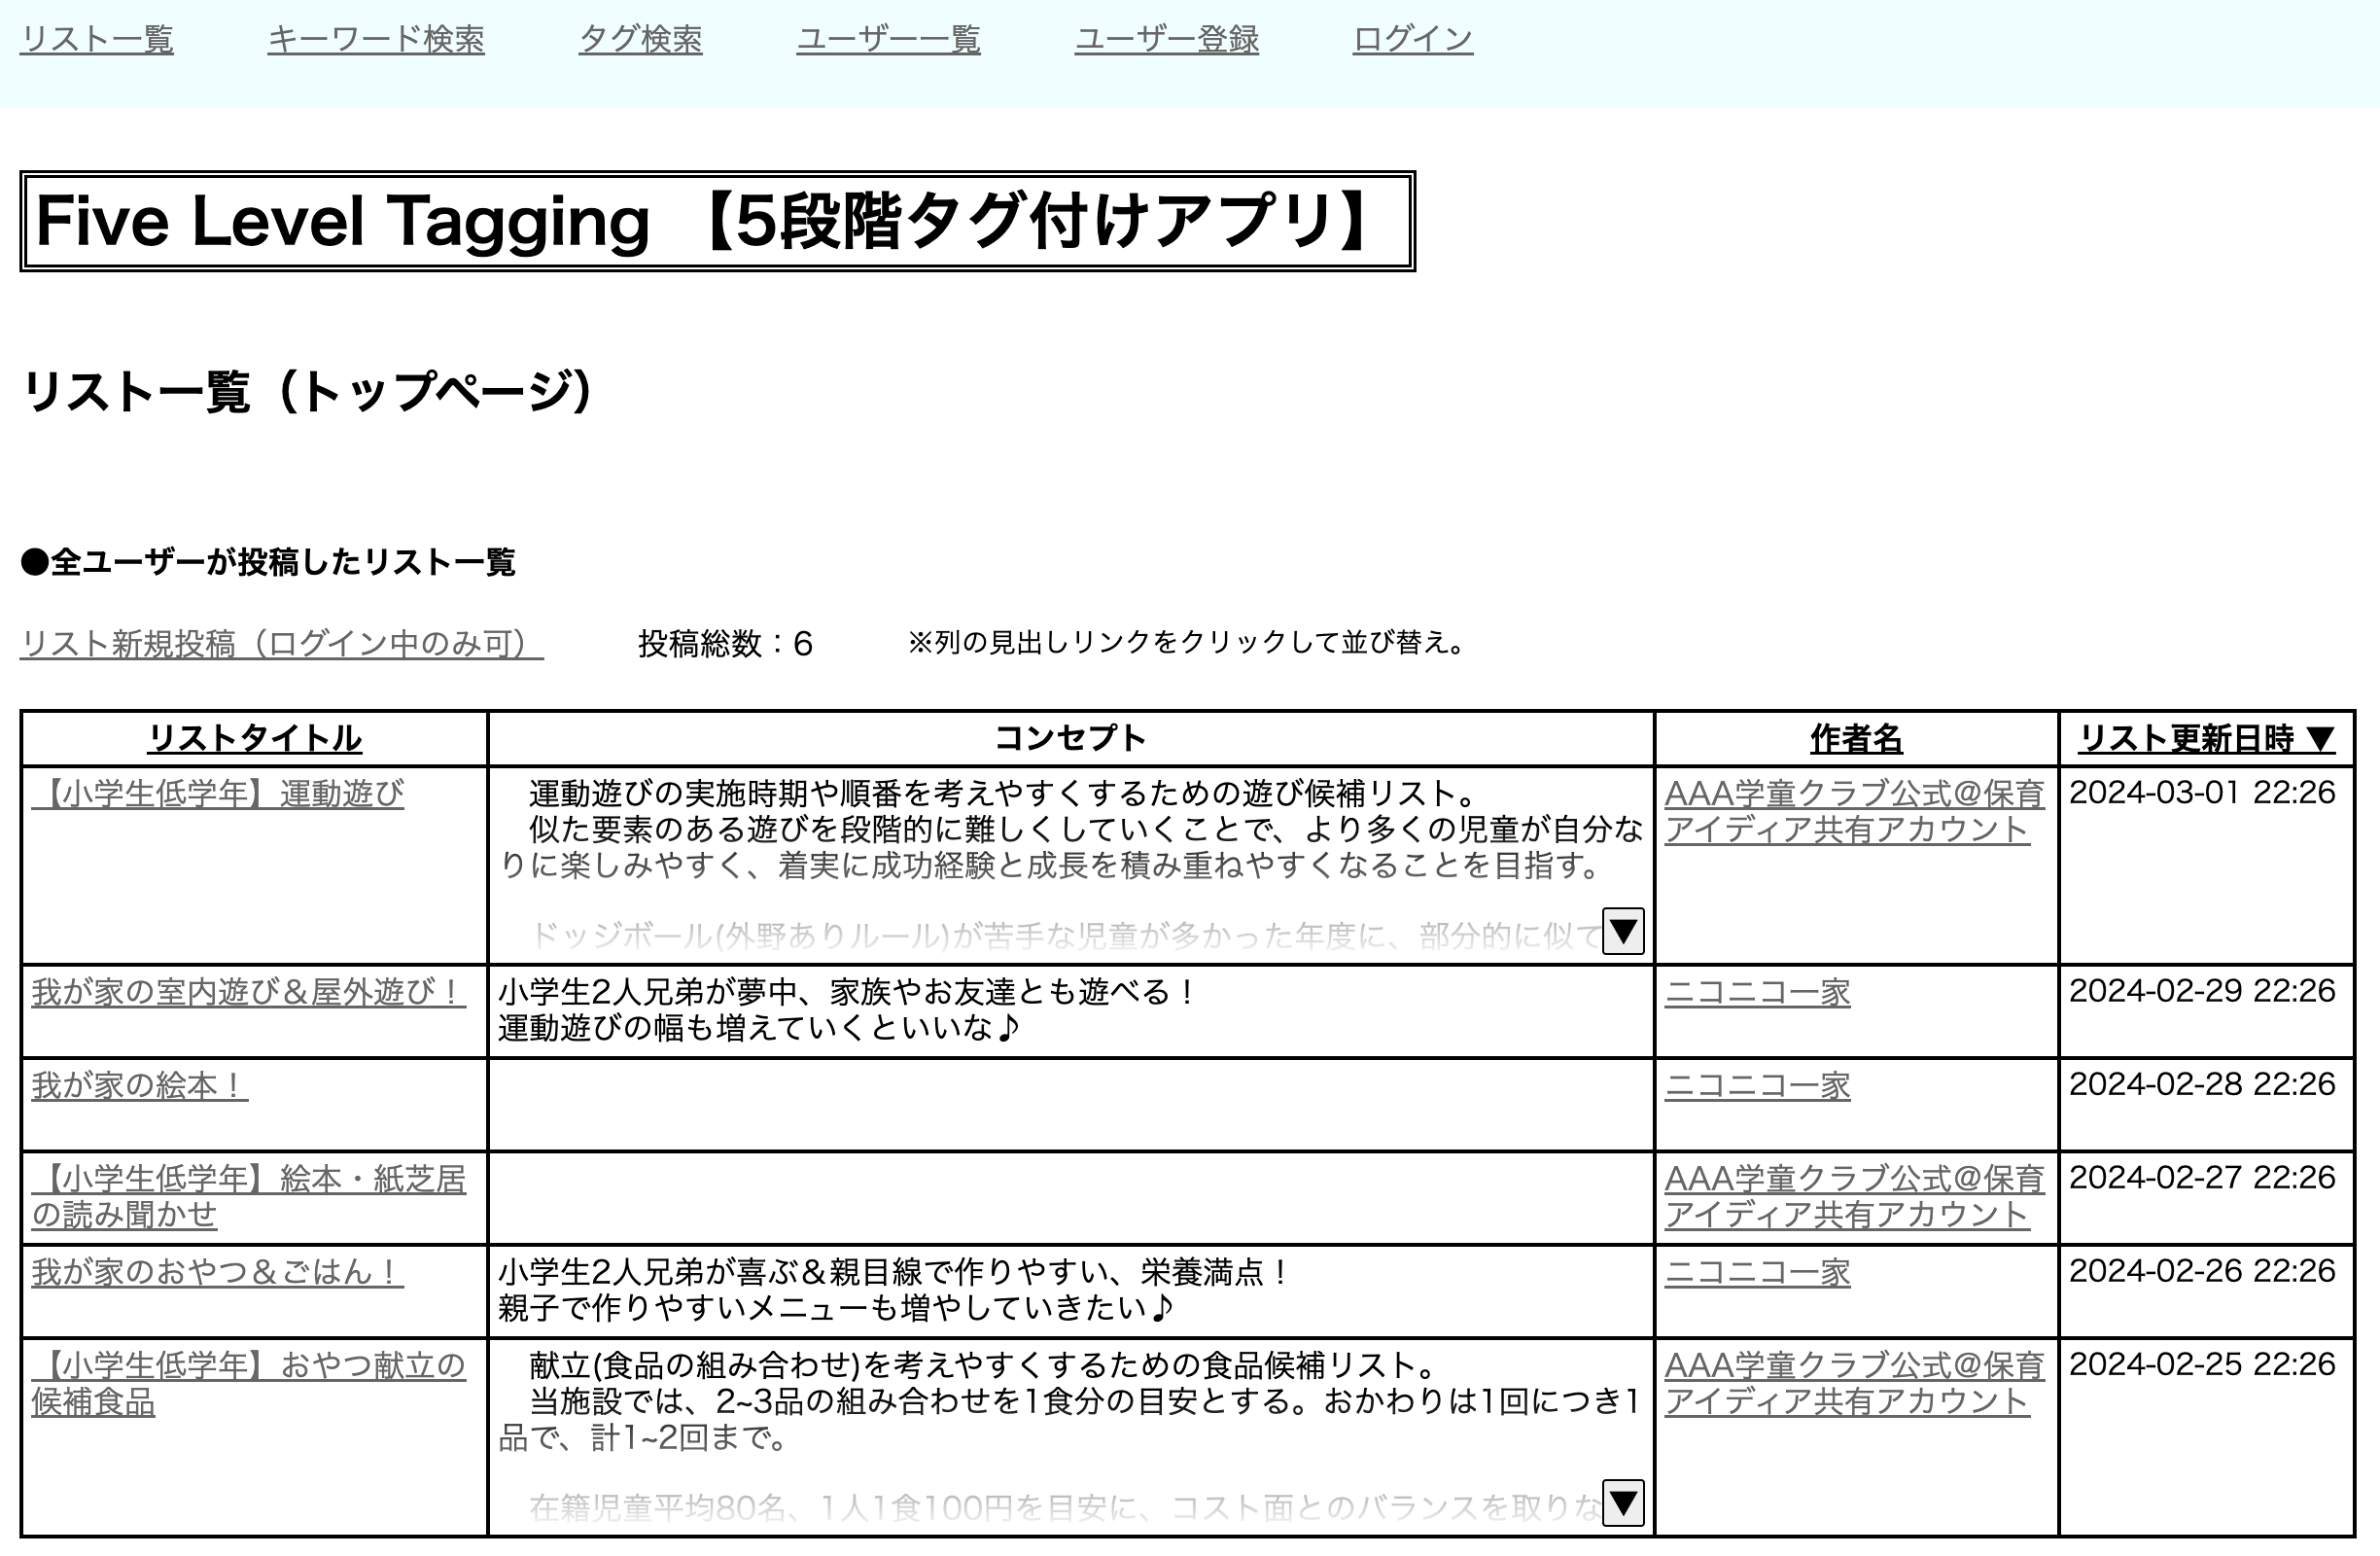 リスト一覧 キーワード検索 タグ検索 ユーザー一覧 ユーザー登録 ログイン
Five Level Tagging 【5段階タグ付けアプリ】
リスト一覧（トップページ）
●全ユーザーが投稿したリスト一覧
リスト新規投稿（ログイン中のみ可） 投稿総数：6 ※列の見出しリンクをクリックして並び替え。
リストタイトル コンセプト 作者名 リスト更新日時 ▼
【小学生低学年】運動遊び
運動遊びの実施時期や順番を考えやすくするための遊び候補リスト。
似た要素のある遊びを段階的に難しくしていくことで、より多くの児童が自分な
りに楽しみやすく、着実に成功経験と成長を積み重ねやすくなることを目指す。
ドッジボール(外野ありルール)が苦手な児童が多かった年度に、部分的に似て
▼
AAA学童クラブ公式＠保育
アイディア共有アカウント
2024-03-01 22:26
我が家の室内遊び＆屋外遊び！
小学生2人兄弟が夢中、家族やお友達とも遊べる！
運動遊びの幅も増えていくといいな♪
ニコニコ一家
2024-02-29 22:26
我が家の絵本！
ニコニコ一家
2024-02-28 22:26
【小学生低学年】絵本・紙芝居
の読み聞かせ
AAA学童クラブ公式＠保育
アイディア共有アカウント
2024-02-27 22:26
我が家のおやつ＆ごはん！
小学生2人兄弟が喜ぶ＆親目線で作りやすい、栄養満点！
親子で作りやすいメニューも増やしていきたい♪
ニコニコ一家
2024-02-26 22:26
【小学生低学年】おやつ献立の
候補食品
献立(食品の組み合わせ)を考えやすくするための食品候補リスト。
当施設では、2~3品の組み合わせを1食分の目安とする。おかわりは1回につき1
品で、計1~2回まで。
在籍児童平均80名、1人1食100円を目安に、コスト面とのバランスを取りな
▼
AAA学童クラブ公式＠保育
アイディア共有アカウント
2024-02-25 22:26